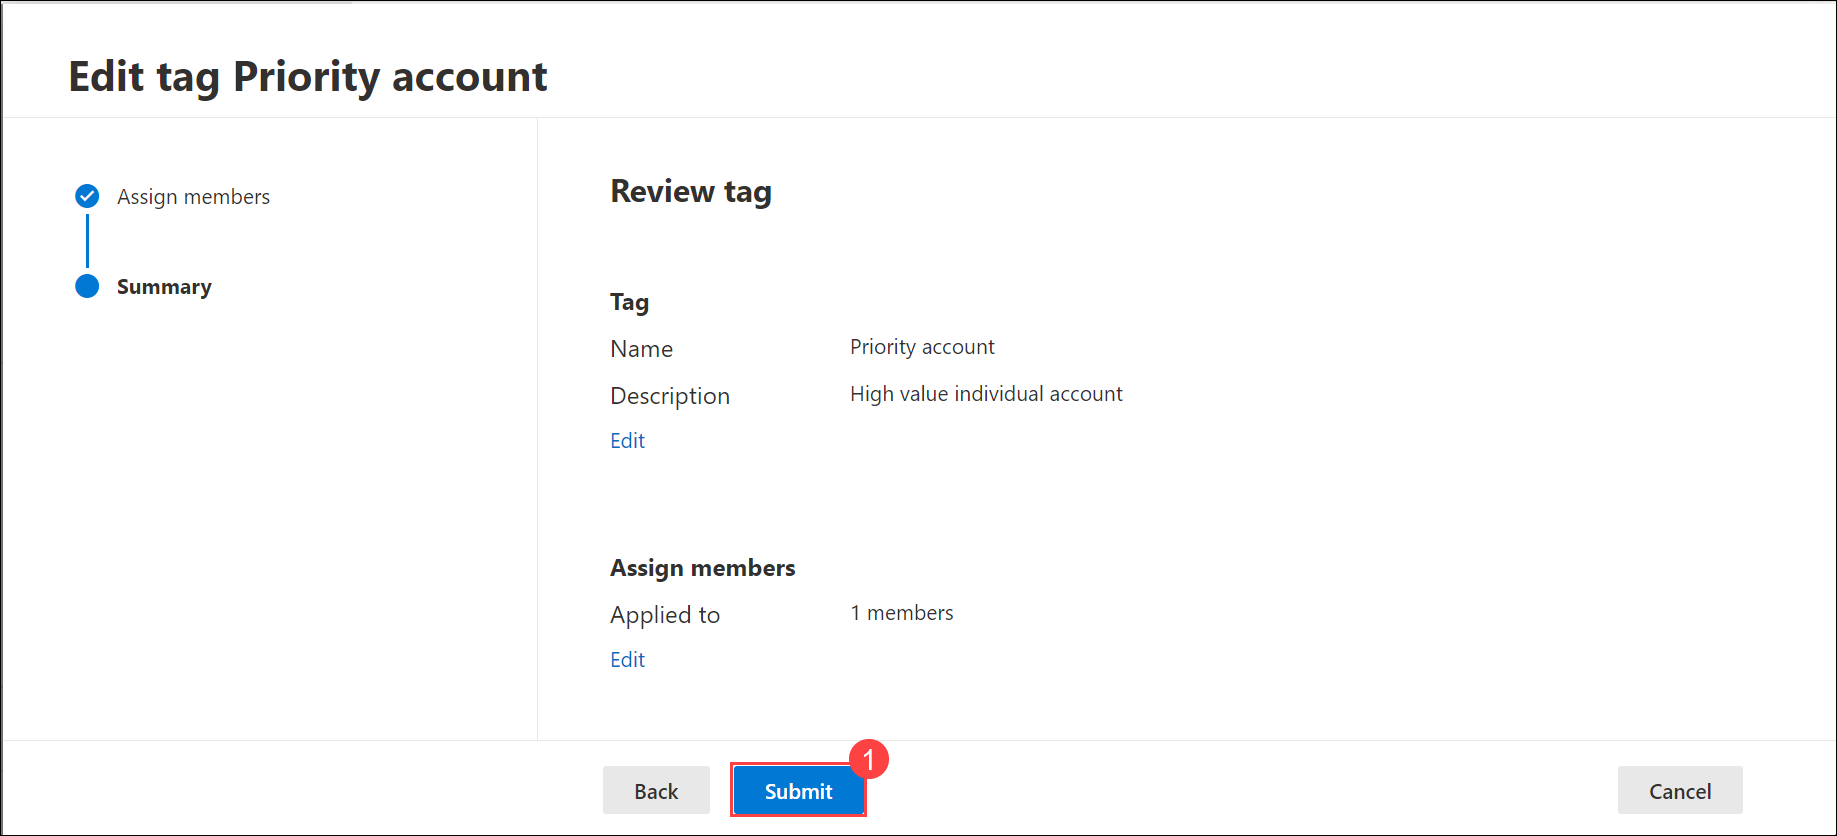 Edit tag Priority account
Assign members
Summary
Review tag
Tag
Name Priority account
Description High value individual account
Edit
Assign members
Applied to 1 members
Edit
1
Back Submit Cancel